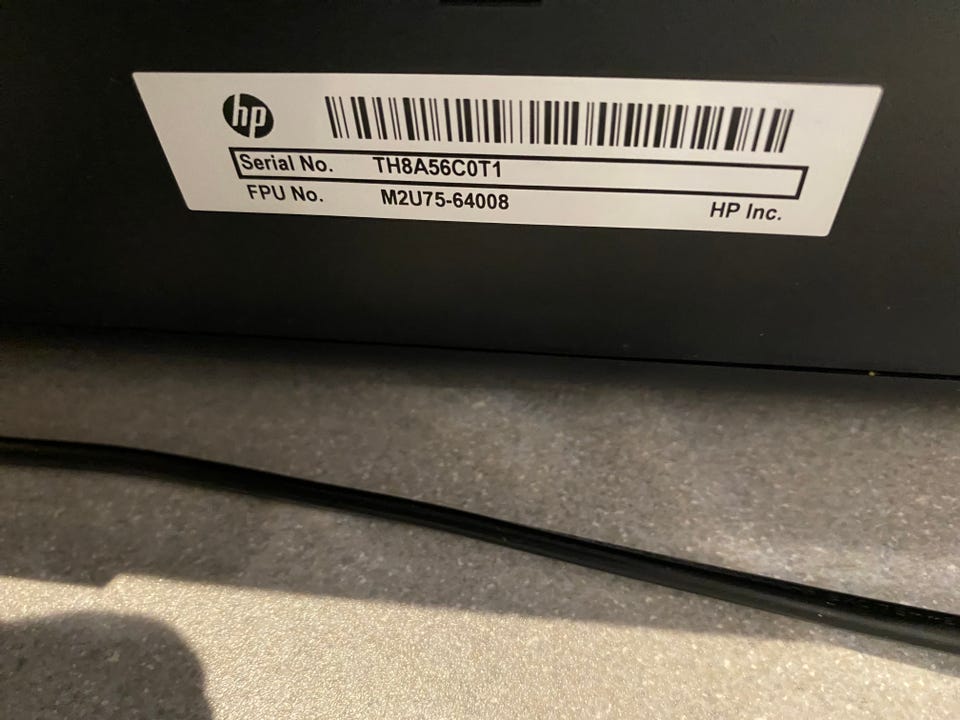 hp
Serial No. TH8A56C0T1
FPU No. M2U75-64008
HP Inc.